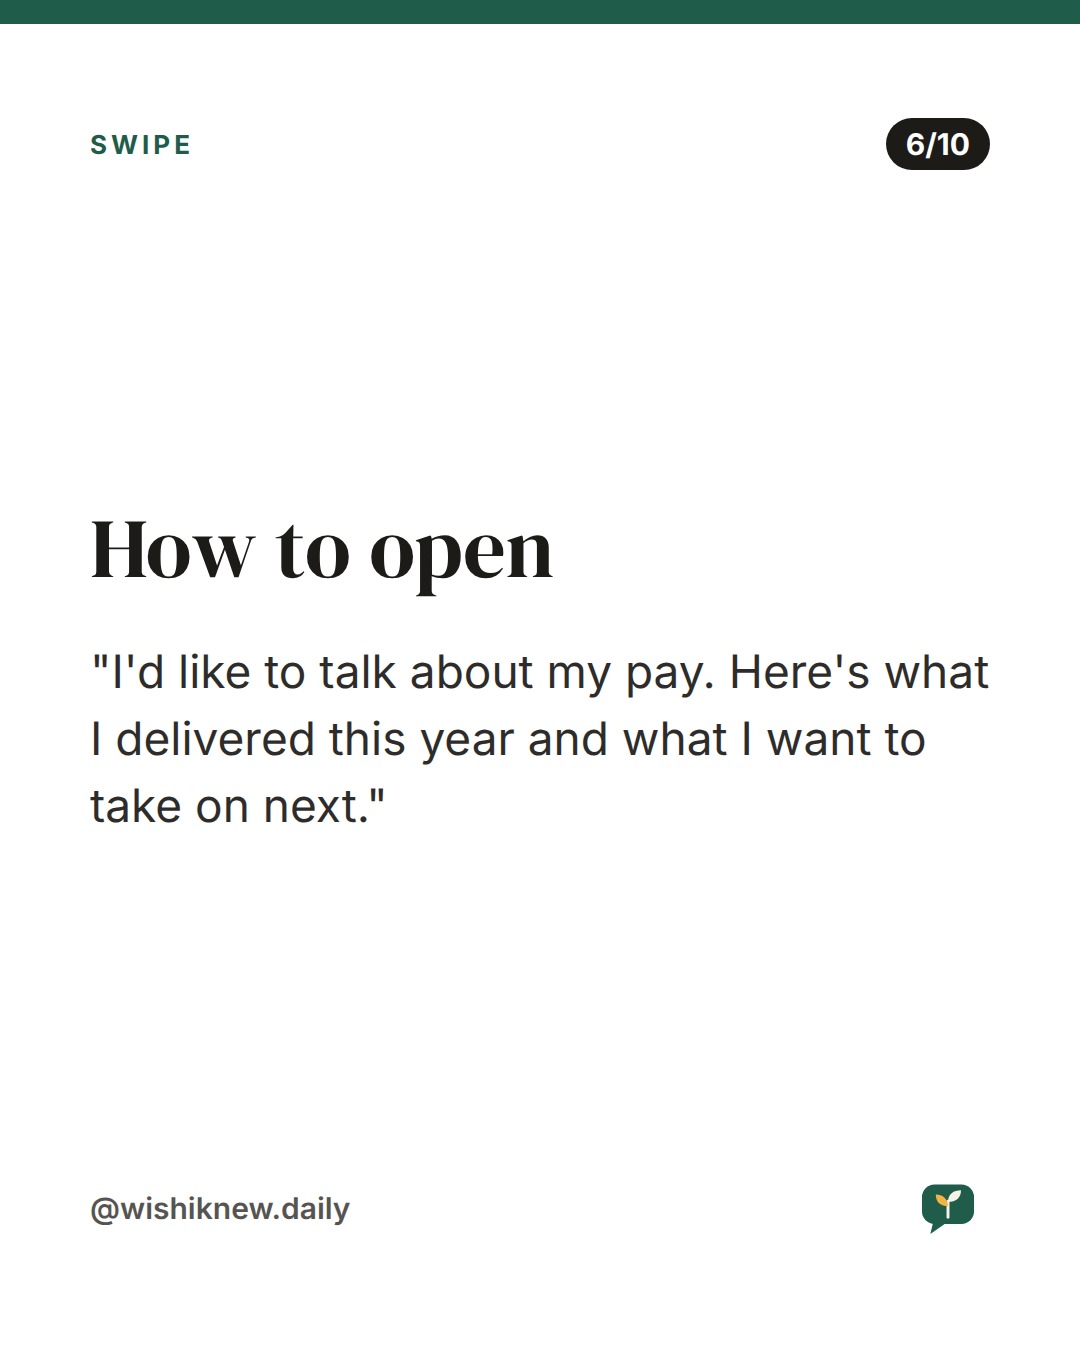 SWIPE
6/10
How to open
"I'd like to talk about my pay. Here's what
I delivered this year and what I want to
take on next."
@wishiknew.daily